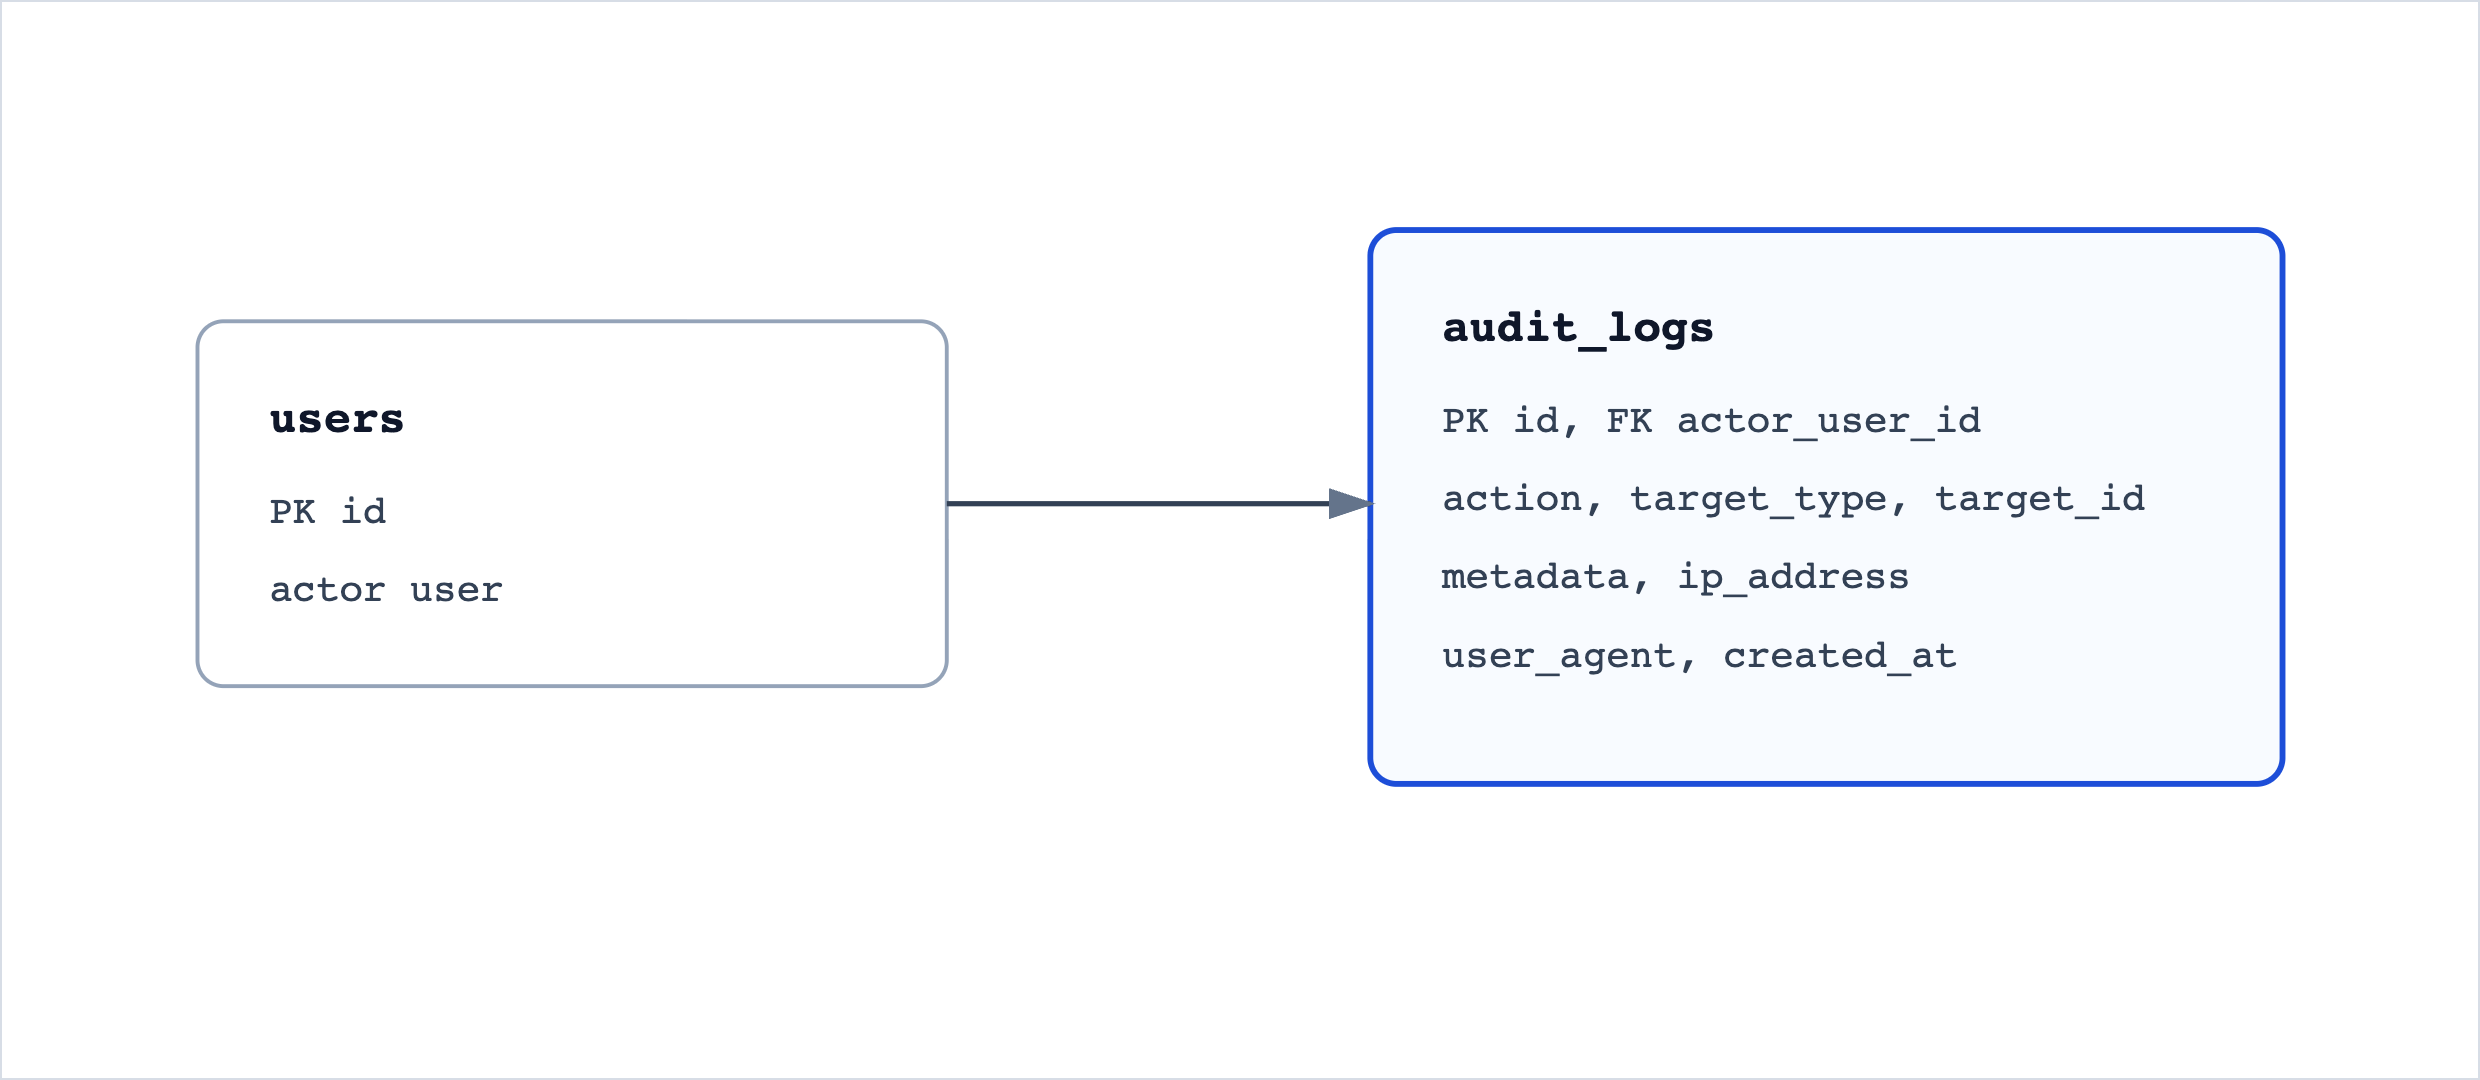 users
PK id
actor user
audit_logs
PK id, FK actor_user_id
action, target_type, target_id
metadata, ip_address
user_agent, created_at